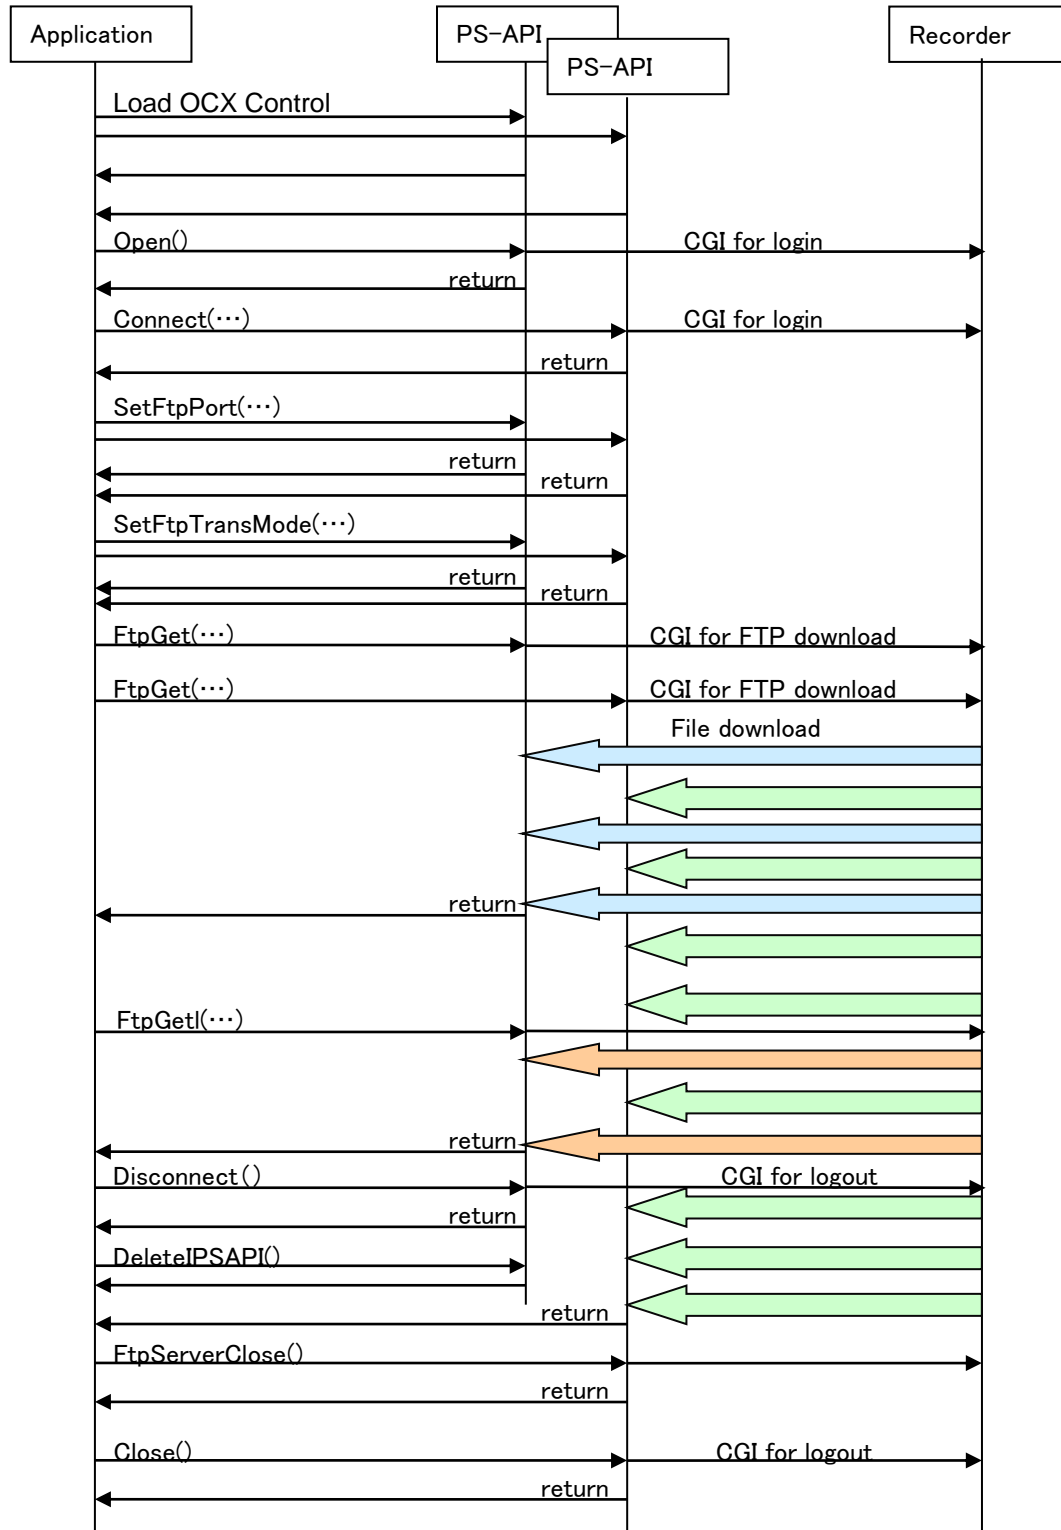 Application
PS-API
PS-API
Recorder
Load OCX Control
Open()
CGI for login
return
Connect(···)
CGI for login
return
SetFtpPort(···)
return
return
SetFtpTransMode(···)
return
return
FtpGet(···)
CGI for FTP download
FtpGet(···)
CGI for FTP download
File download
return
FtpGetI(···)
return
Disconnect()
CGI for logout
return
DeleteIPSAPI()
return
FtpServerClose()
return
Close()
CGI for logout
return